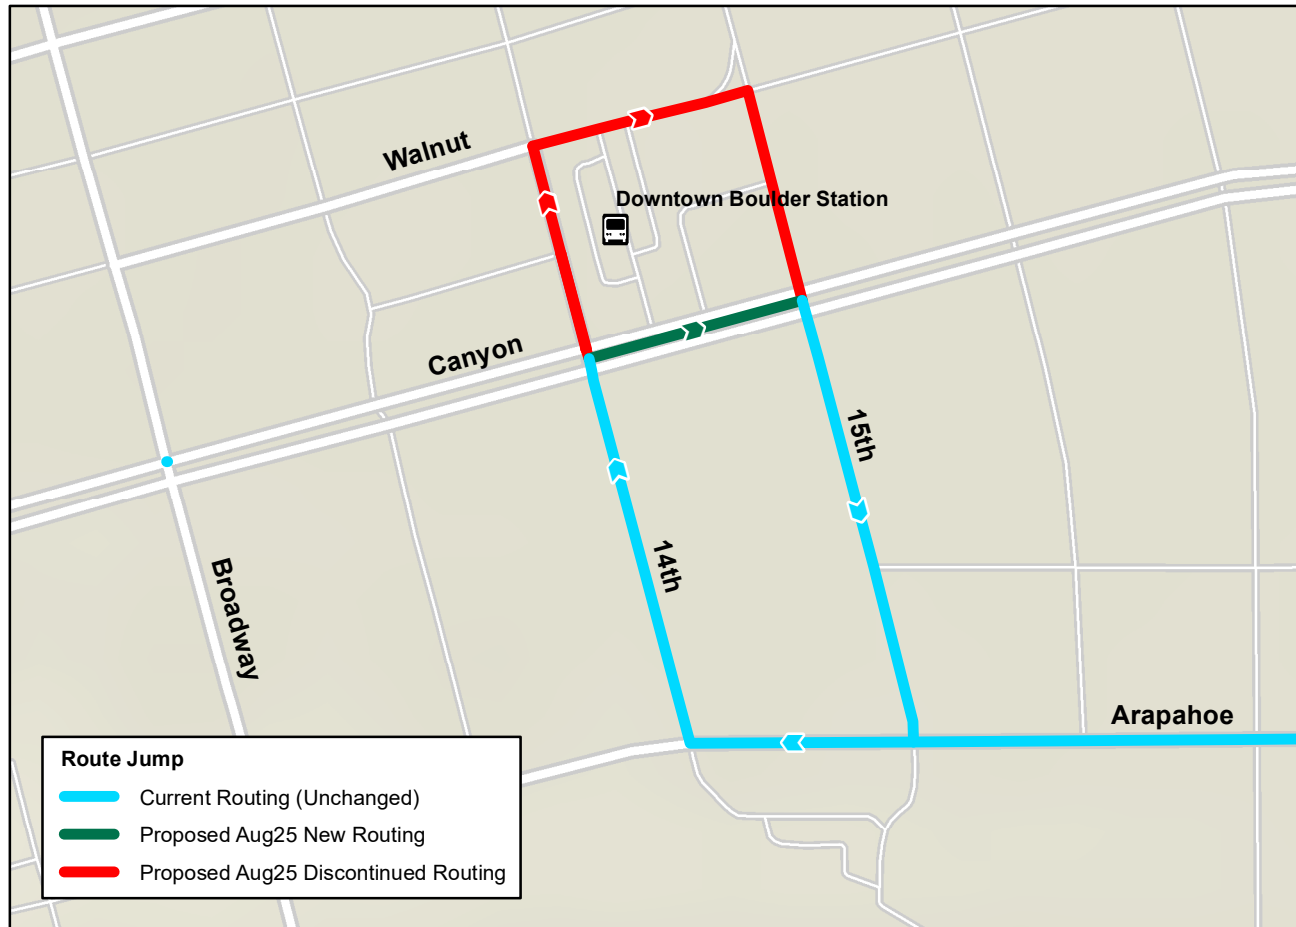 Walnut
Downtown Boulder Station
Canyon
15th
14th
Broadway
Arapahoe
Route Jump
Current Routing (Unchanged)
Proposed Aug25 New Routing
Proposed Aug25 Discontinued Routing